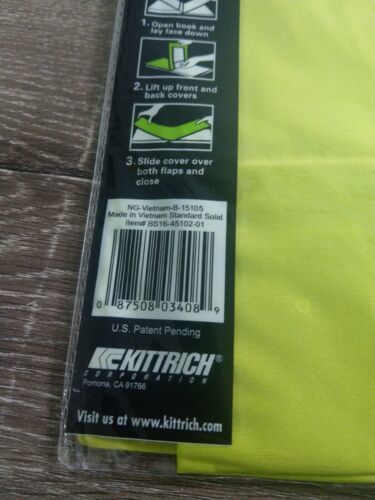 1. Open book and
lay face down
2. Lift up front and
back covers
3. Slide cover over
both flaps and
close
NG-Vietnam-B-15105
Made in Vietnam Standard Solid
Item# BS16-45102-01
0 87508 03408 9
U.S. Patent Pending
KITTRICH®
CORPORATION
Pomona, CA 91766
Visit us at www.kittrich.com